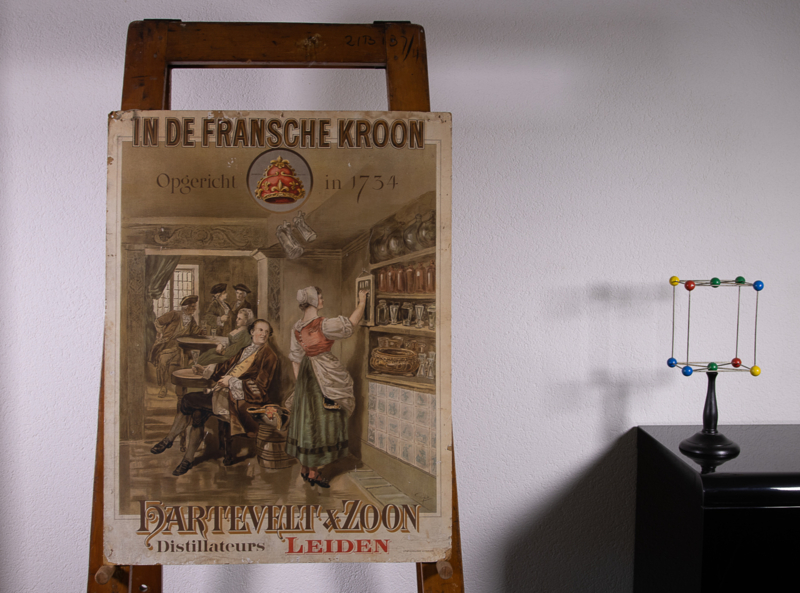 IN DE FRANSCHE KROON
Opgericht in 1734
HARTEVELT & ZOON
Distillateurs LEIDEN